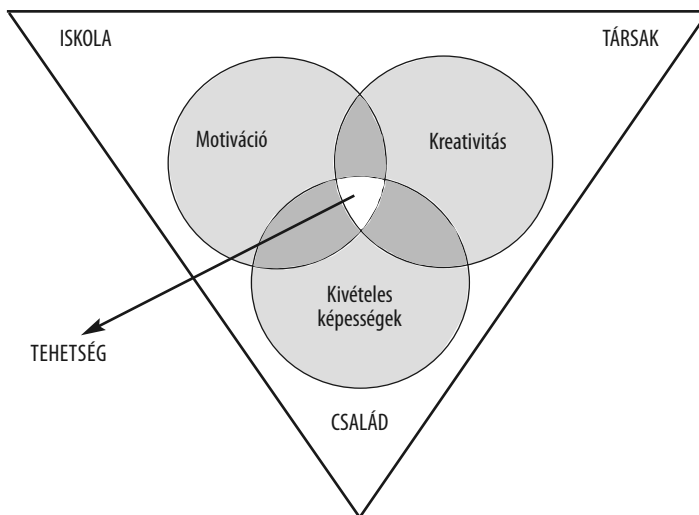 ISKOLA
TÁRSAK
Motiváció
Kreativitás
Kivételes
képességek
TEHETSÉG
CSALÁD